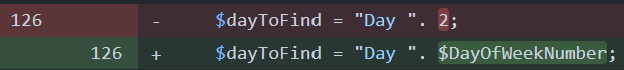 126 - $dayToFind = "Day ". 2;
126 + $dayToFind = "Day ". $DayOfWeekNumber;